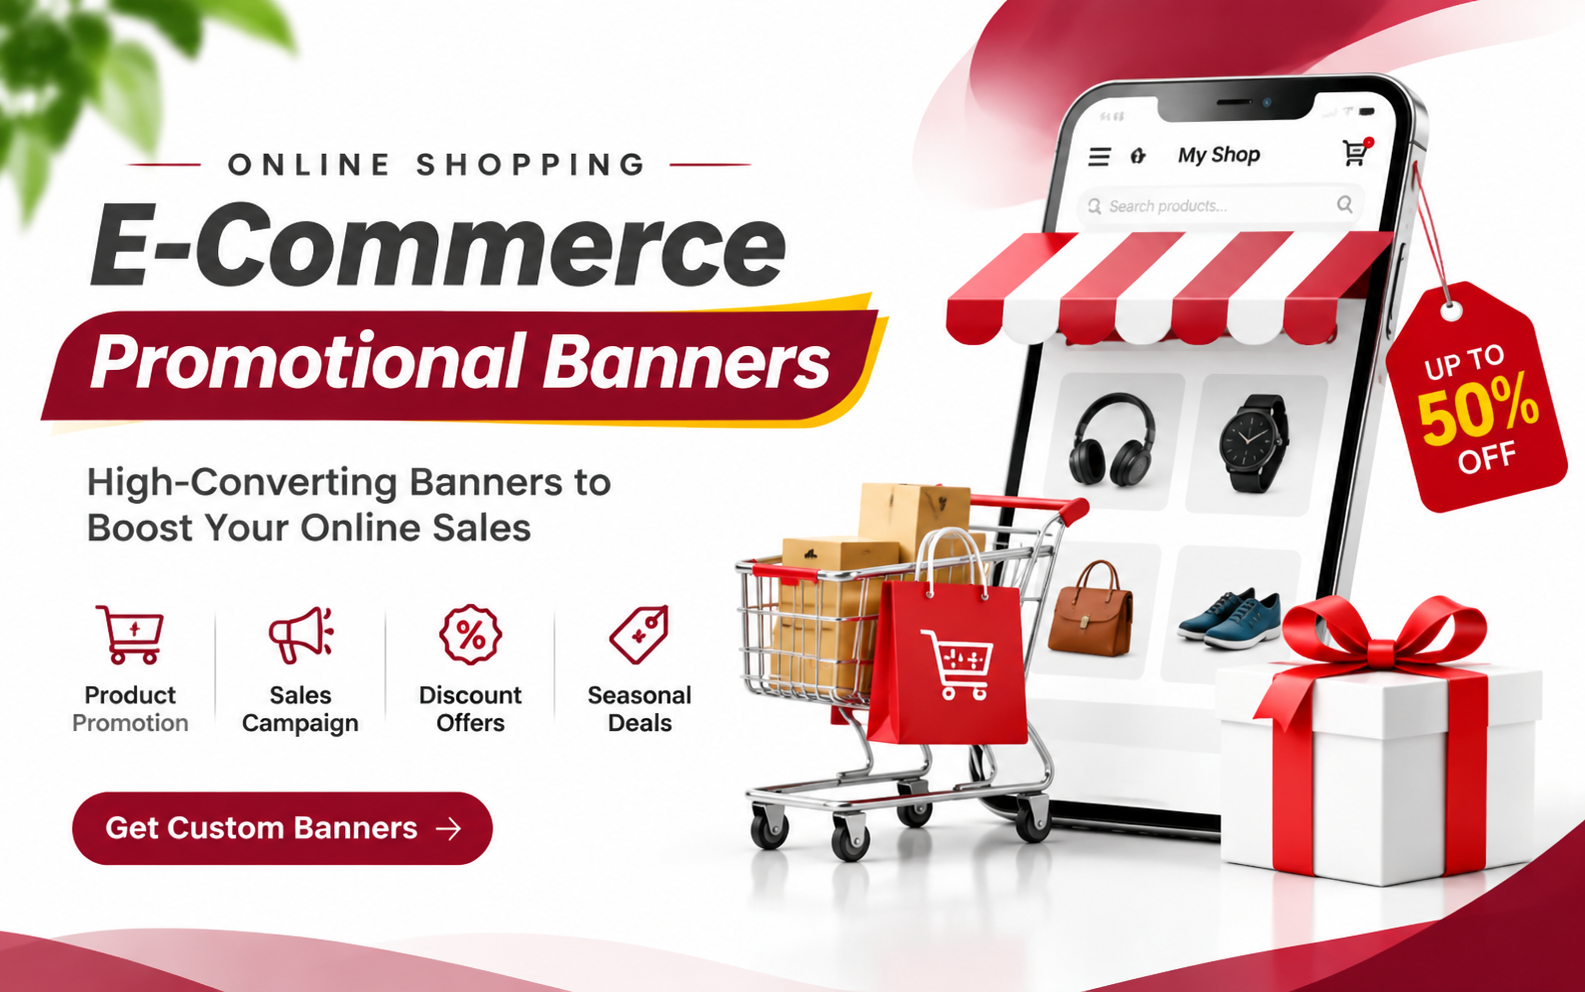 ONLINE SHOPPING
E-Commerce
Promotional Banners
High-Converting Banners to
Boost Your Online Sales
Product
Promotion
Sales
Campaign
Discount
Offers
Seasonal
Deals
Get Custom Banners
My Shop
Search products...
UP TO
50%
OFF